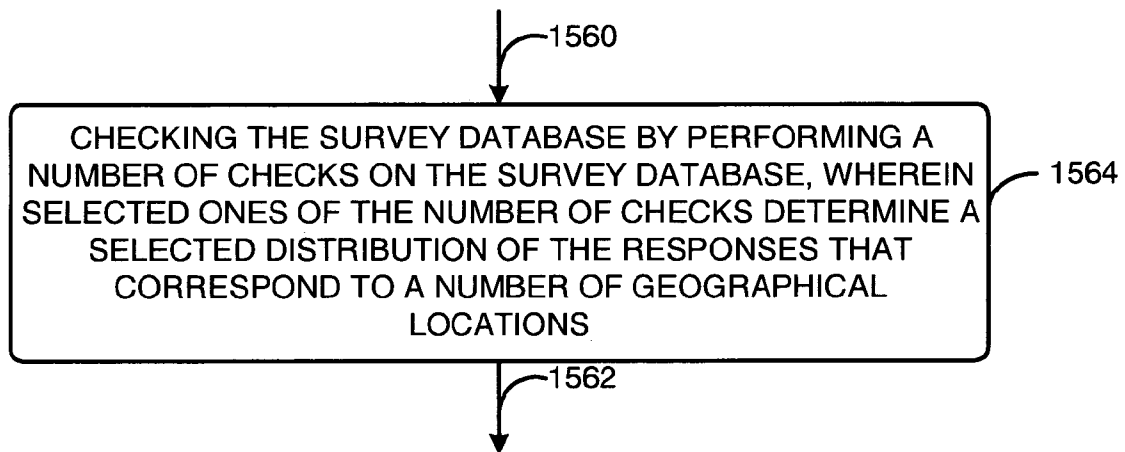 1560
CHECKING THE SURVEY DATABASE BY PERFORMING A
NUMBER OF CHECKS ON THE SURVEY DATABASE, WHEREIN
SELECTED ONES OF THE NUMBER OF CHECKS DETERMINE A
SELECTED DISTRIBUTION OF THE RESPONSES THAT
CORRESPOND TO A NUMBER OF GEOGRAPHICAL
LOCATIONS
1564
1562